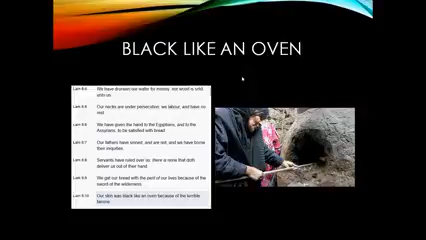 BLACK LIKE AN OVEN
Lam 5:4 We have drunken our water for money; our wood is sold
unto us.
Lam 5:5 Our necks are under persecution: we labour, and have no
rest.
Lam 5:6 We have given the hand to the Egyptians, and to the
Assyrians, to be satisfied with bread.
Lam 5:7 Our fathers have sinned, and are not; and we have borne
their iniquities.
Lam 5:8 Servants have ruled over us: there is none that doth
deliver us out of their hand.
Lam 5:9 We gat our bread with the peril of our lives because of the
sword of the wilderness.
Lam 5:10 Our skin was black like an oven because of the terrible
famine.